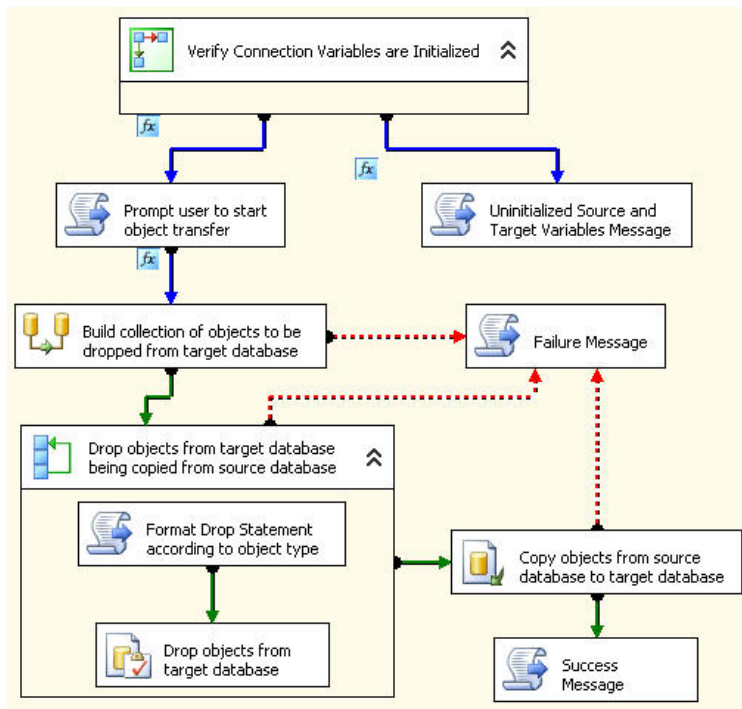 Verify Connection Variables are Initialized
fx
fx
Prompt user to start
object transfer
Uninitialized Source and
Target Variables Message
fx
Build collection of objects to be
dropped from target database
Failure Message
Drop objects from target database
being copied from source database
Format Drop Statement
according to object type
Copy objects from source
database to target database
Drop objects from
target database
Success
Message